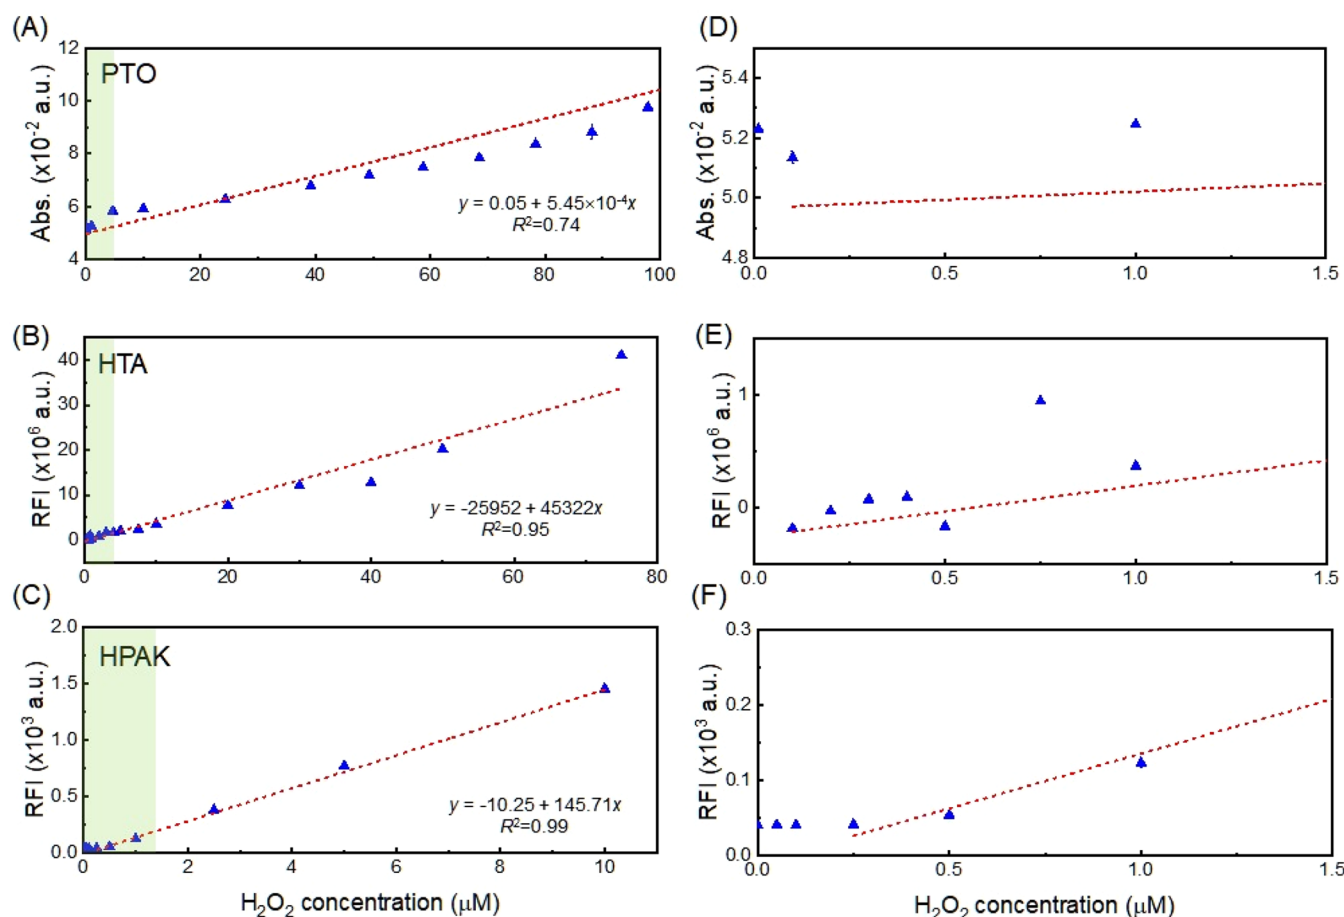 (A)
12
10
8
6
4
Abs. (x10⁻² a.u.)
PTO
y = 0.05 + 5.45×10⁻⁴x
R²=0.74
0 20 40 60 80 100
(D)
5.4
5.2
5.0
4.8
Abs. (x10⁻² a.u.)
0.0 0.5 1.0 1.5
(B)
40
30
20
10
0
RFI (x10⁶ a.u.)
HTA
y = -25952 + 45322x
R²=0.95
0 20 40 60 80
(E)
1
0
RFI (x10⁶ a.u.)
0.0 0.5 1.0 1.5
(C)
2.0
1.5
1.0
0.5
0.0
RFI (x10³ a.u.)
HPAK
y = -10.25 + 145.71x
R²=0.99
0 2 4 6 8 10
H₂O₂ concentration (μM)
(F)
0.3
0.2
0.1
0.0
RFI (x10³ a.u.)
0.0 0.5 1.0 1.5
H₂O₂ concentration (μM)